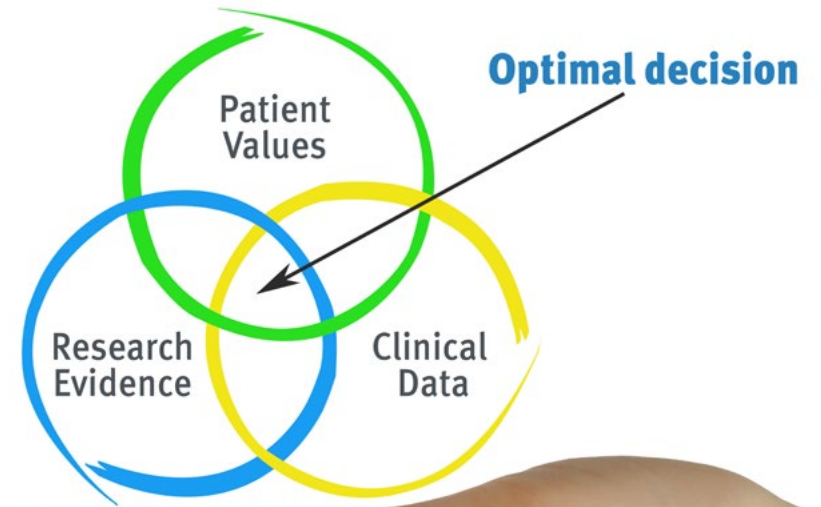 Optimal decision
Patient
Values
Research
Evidence
Clinical
Data